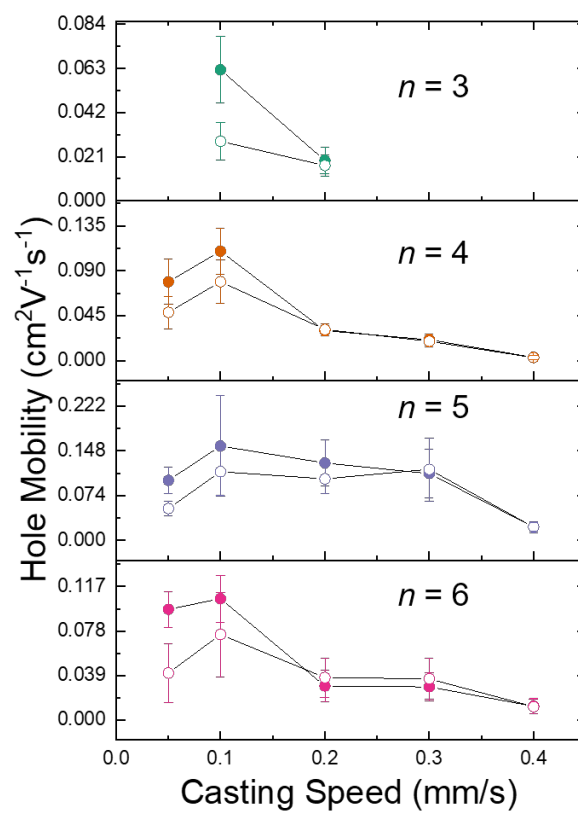 Hole Mobility (cm²V⁻¹s⁻¹)
0.084
0.063
0.042
0.021
0.000
n = 3
0.135
0.090
0.045
0.000
n = 4
0.222
0.148
0.074
0.000
n = 5
0.117
0.078
0.039
0.000
n = 6
0.0 0.1 0.2 0.3 0.4
Casting Speed (mm/s)